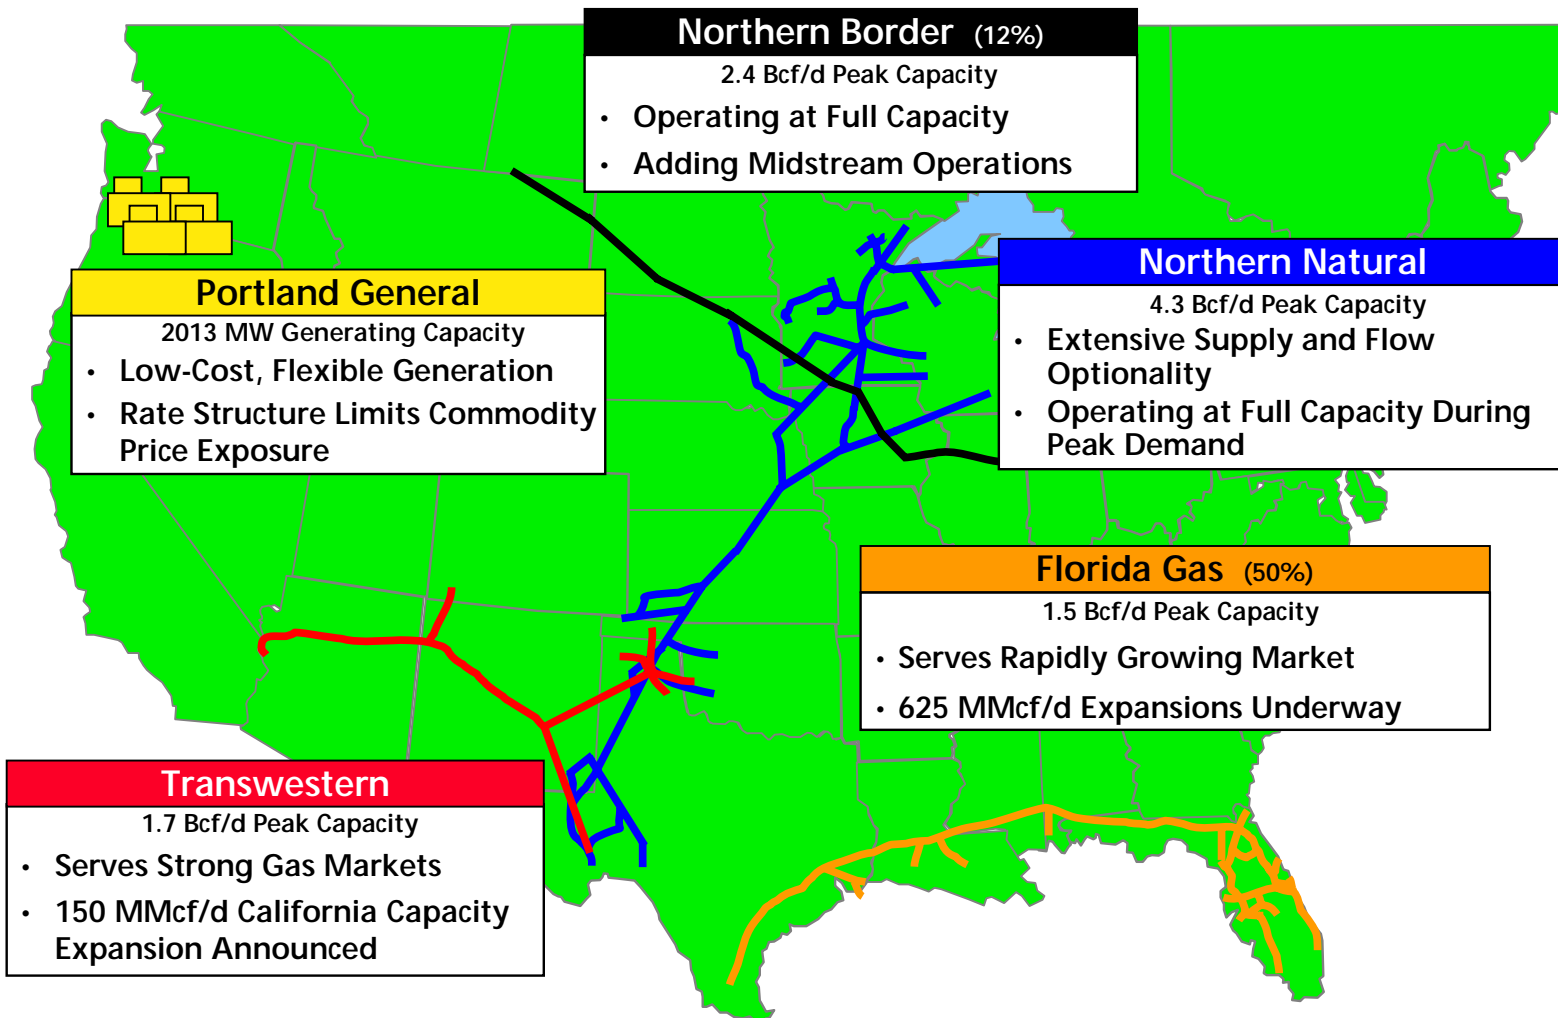 Northern Border (12%)
2.4 Bcf/d Peak Capacity
• Operating at Full Capacity
• Adding Midstream Operations
Northern Natural
4.3 Bcf/d Peak Capacity
• Extensive Supply and Flow
Optionality
• Operating at Full Capacity During
Peak Demand
Portland General
2013 MW Generating Capacity
• Low-Cost, Flexible Generation
• Rate Structure Limits Commodity
Price Exposure
Florida Gas (50%)
1.5 Bcf/d Peak Capacity
• Serves Rapidly Growing Market
• 625 MMcf/d Expansions Underway
Transwestern
1.7 Bcf/d Peak Capacity
• Serves Strong Gas Markets
• 150 MMcf/d California Capacity
Expansion Announced